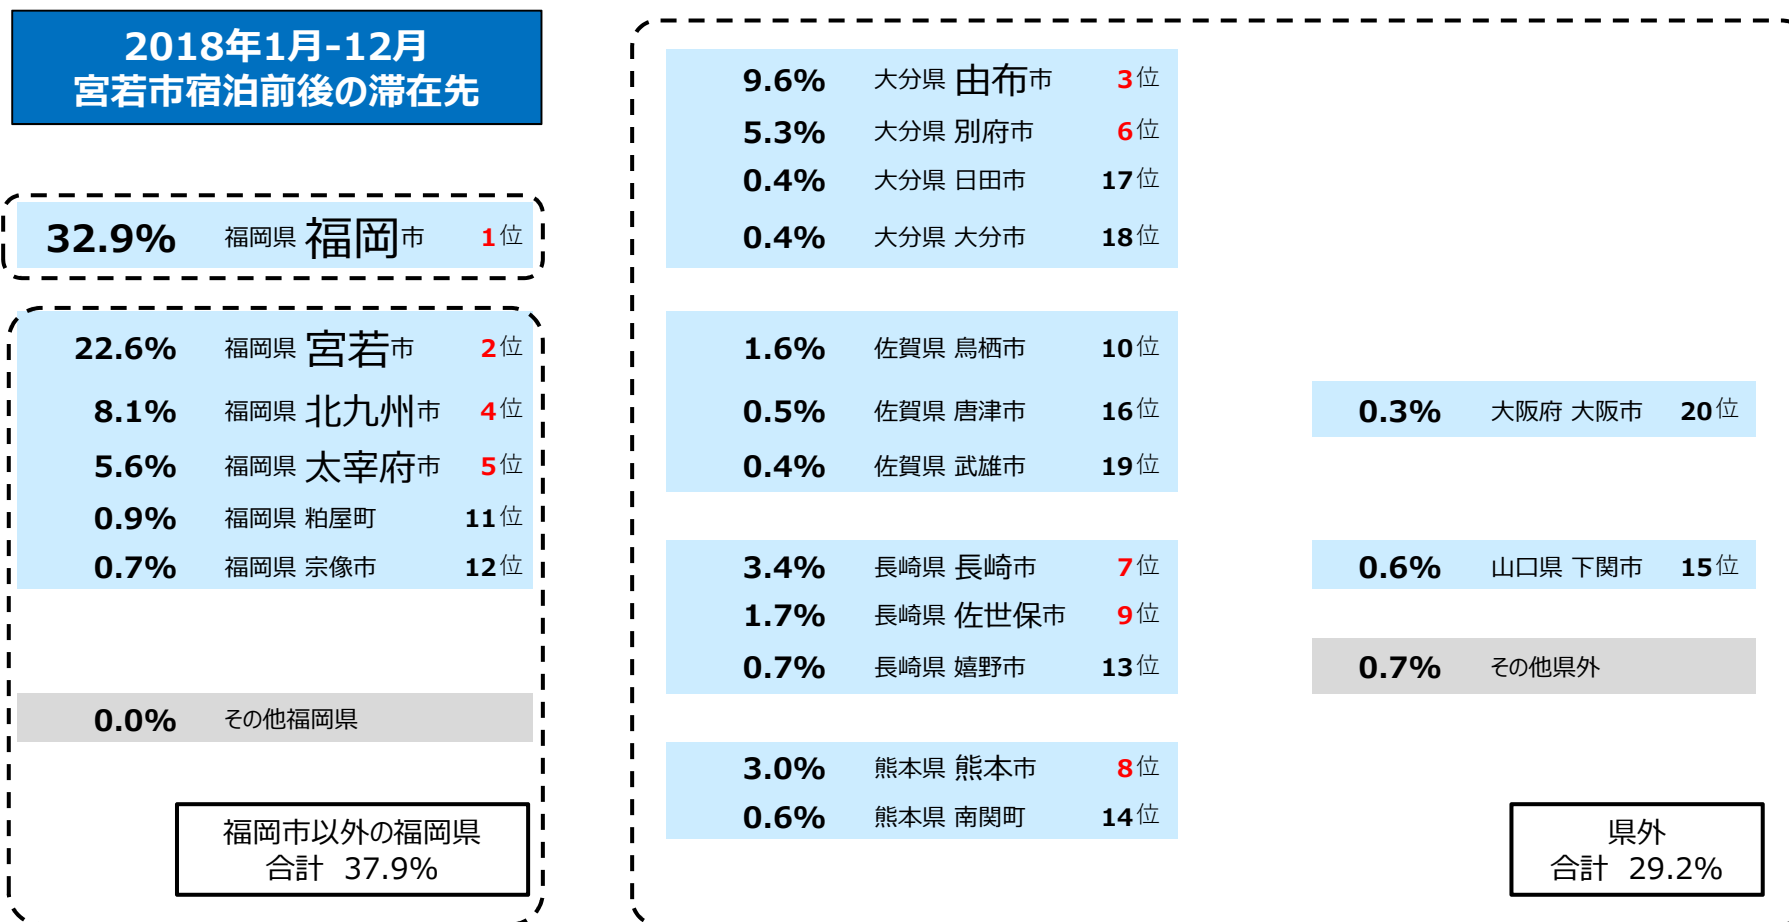 2018年1月-12月
宮若市宿泊前後の滞在先
32.9% 福岡県 福岡市 1位
22.6% 福岡県 宮若市 2位
8.1% 福岡県 北九州市 4位
5.6% 福岡県 太宰府市 5位
0.9% 福岡県 粕屋町 11位
0.7% 福岡県 宗像市 12位
0.0% その他福岡県
福岡市以外の福岡県
合計 37.9%
9.6% 大分県 由布市 3位
5.3% 大分県 別府市 6位
0.4% 大分県 日田市 17位
0.4% 大分県 大分市 18位
1.6% 佐賀県 鳥栖市 10位
0.5% 佐賀県 唐津市 16位
0.4% 佐賀県 武雄市 19位
3.4% 長崎県 長崎市 7位
1.7% 長崎県 佐世保市 9位
0.7% 長崎県 嬉野市 13位
3.0% 熊本県 熊本市 8位
0.6% 熊本県 南関町 14位
0.3% 大阪府 大阪市 20位
0.6% 山口県 下関市 15位
0.7% その他県外
県外
合計 29.2%